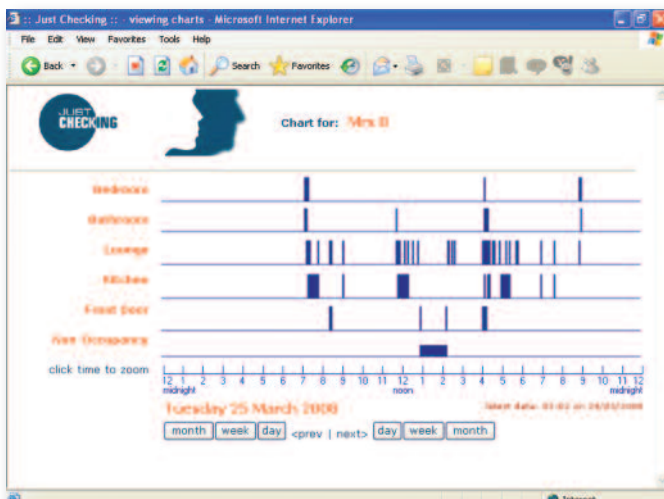 :: Just Checking :: - viewing charts - Microsoft Internet Explorer
File Edit View Favorites Tools Help
Back Search Favorites
JUST CHECKING
Chart for: Mrs B
Bedroom
Bathroom
Lounge
Kitchen
Front Door
Non Occupancy
click time to zoom
12 1 2 3 4 5 6 7 8 9 10 11 12 1 2 3 4 5 6 7 8 9 10 11 12
midnight noon midnight
Tuesday 25 March 2008
latest data:
month week day <prev | next> day week month
Internet